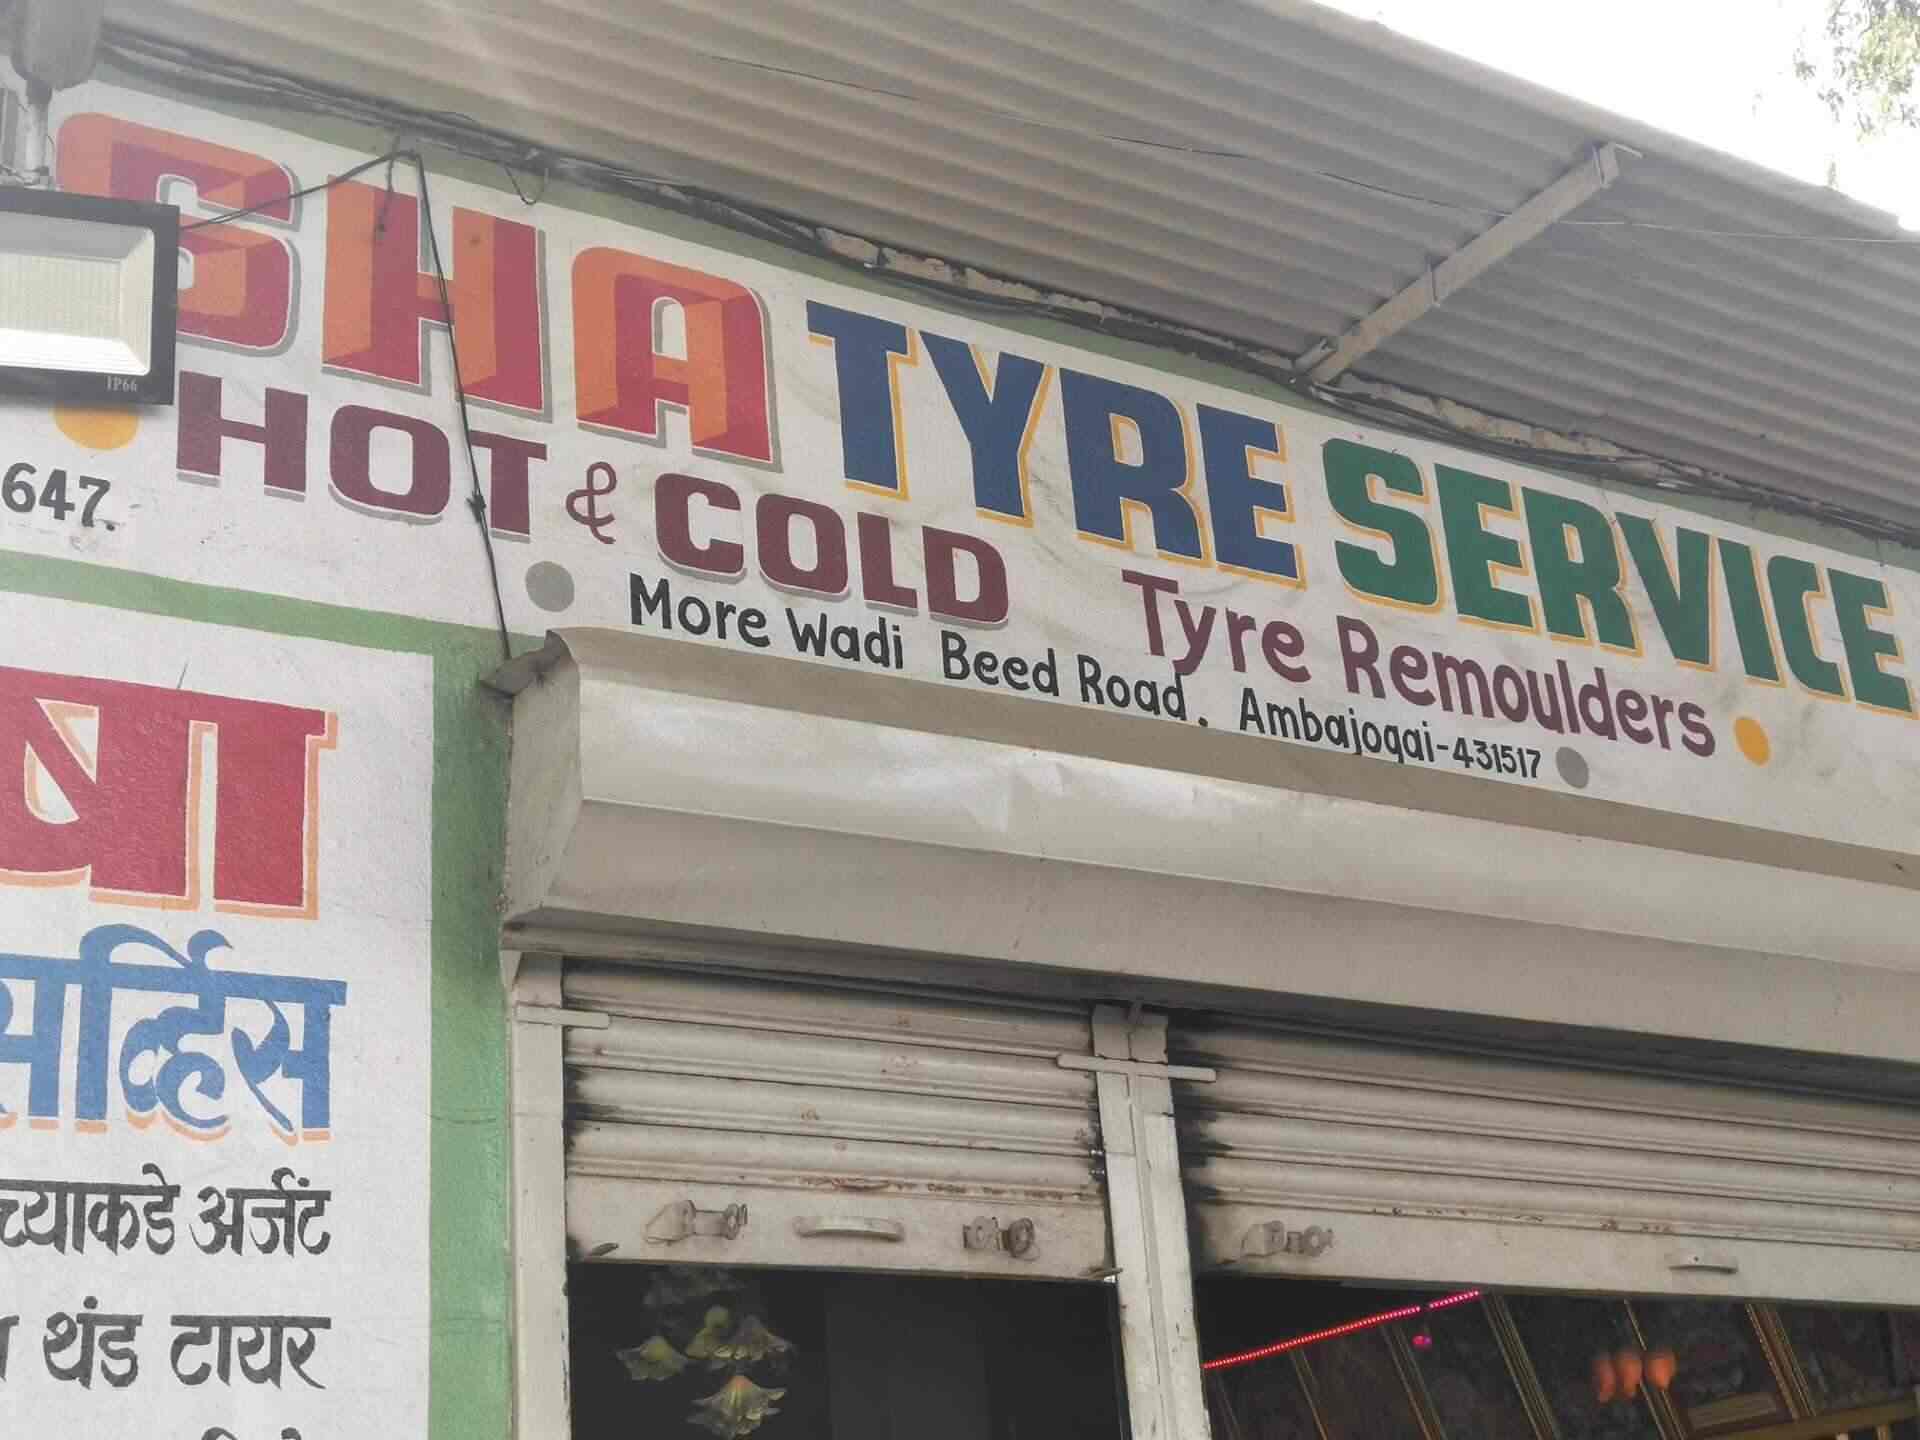 SHA TYRE SERVICE
HOT & COLD Tyre Remoulders
647.
More Wadi Beed Road, Ambajogai-431517
IP66
षा
सर्व्हिस
च्याकडे अर्जंट
थंड टायर